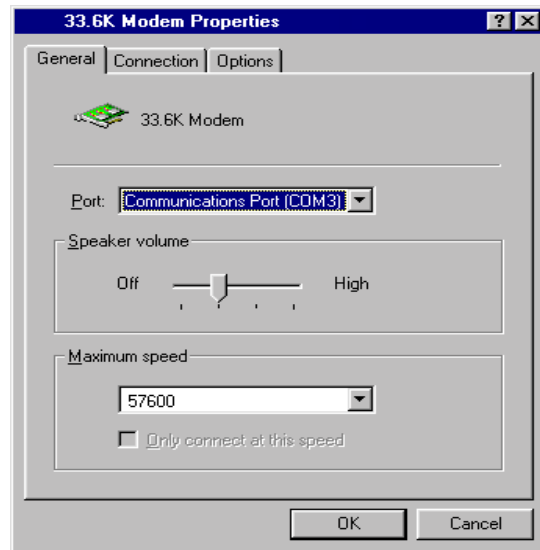 33.6K Modem Properties
General Connection Options
33.6K Modem
Port: Communications Port (COM3)
Speaker volume
Off High
Maximum speed
57600
Only connect at this speed
OK Cancel